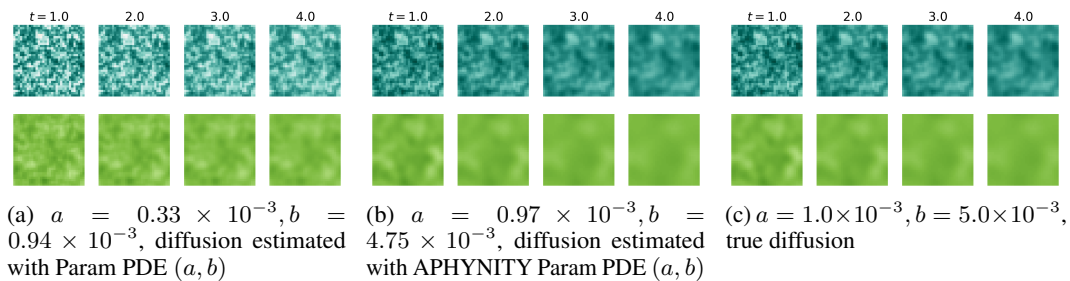 t = 1.0 2.0 3.0 4.0 t = 1.0 2.0 3.0 4.0 t = 1.0 2.0 3.0 4.0
(a) a = 0.33 × 10⁻³, b =
0.94 × 10⁻³, diffusion estimated
with Param PDE (a, b)
(b) a = 0.97 × 10⁻³, b =
4.75 × 10⁻³, diffusion estimated
with APHYNITY Param PDE (a, b)
(c) a = 1.0×10⁻³, b = 5.0×10⁻³,
true diffusion